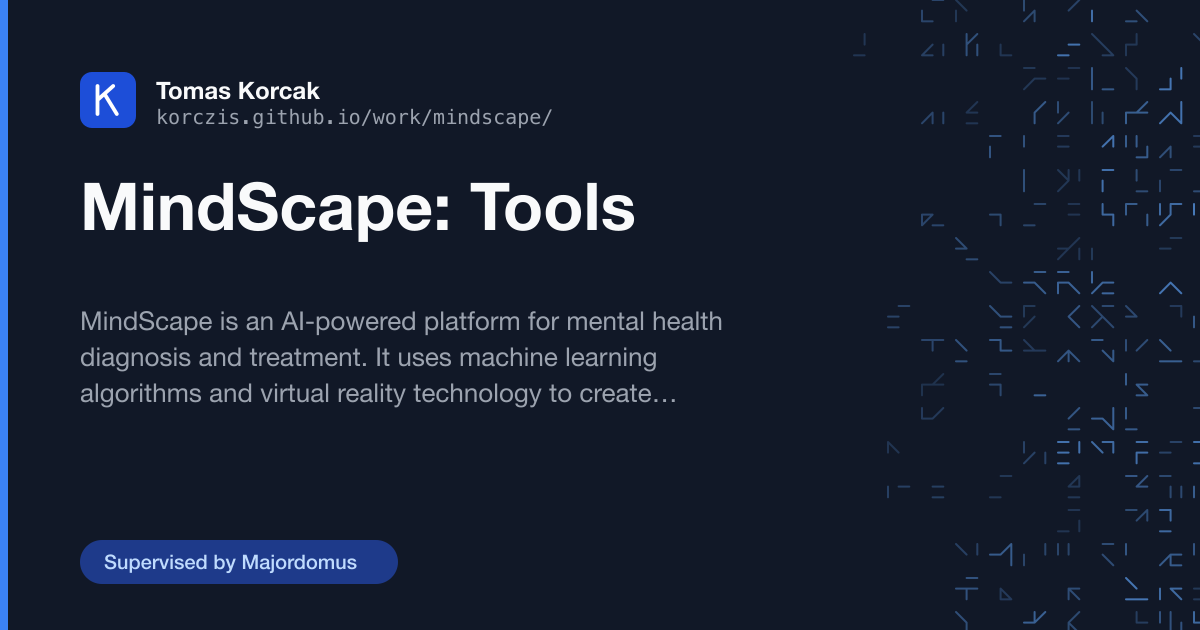 K
Tomas Korcak
korczis.github.io/work/mindscape/
MindScape: Tools
MindScape is an AI-powered platform for mental health
diagnosis and treatment. It uses machine learning
algorithms and virtual reality technology to create…
Supervised by Majordomus